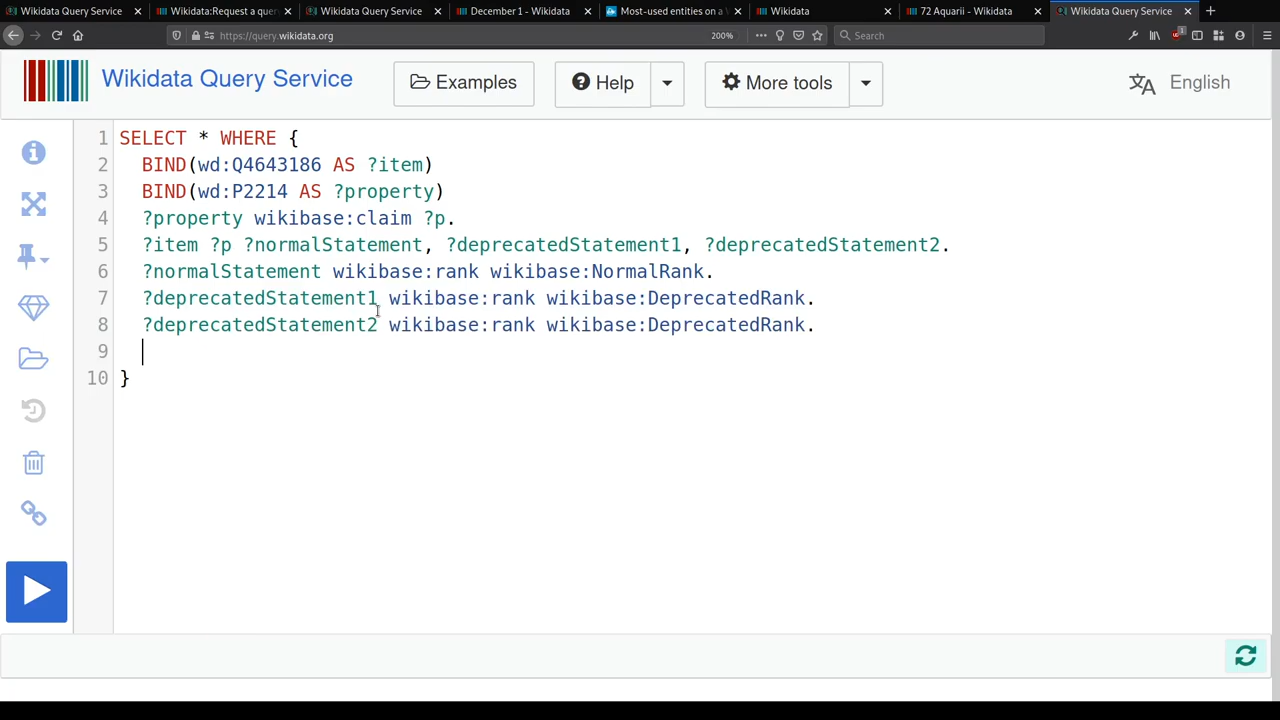 Wikidata Query Service
Wikidata:Request a quer
Wikidata Query Service
December 1 - Wikidata
Most-used entities on a
Wikidata
72 Aquarii - Wikidata
Wikidata Query Service
https://query.wikidata.org
200%
Search
1
Wikidata Query Service
Examples
Help
More tools
English
1 SELECT * WHERE {
2 BIND(wd:Q4643186 AS ?item)
3 BIND(wd:P2214 AS ?property)
4 ?property wikibase:claim ?p.
5 ?item ?p ?normalStatement, ?deprecatedStatement1, ?deprecatedStatement2.
6 ?normalStatement wikibase:rank wikibase:NormalRank.
7 ?deprecatedStatement1 wikibase:rank wikibase:DeprecatedRank.
8 ?deprecatedStatement2 wikibase:rank wikibase:DeprecatedRank.
9
10 }